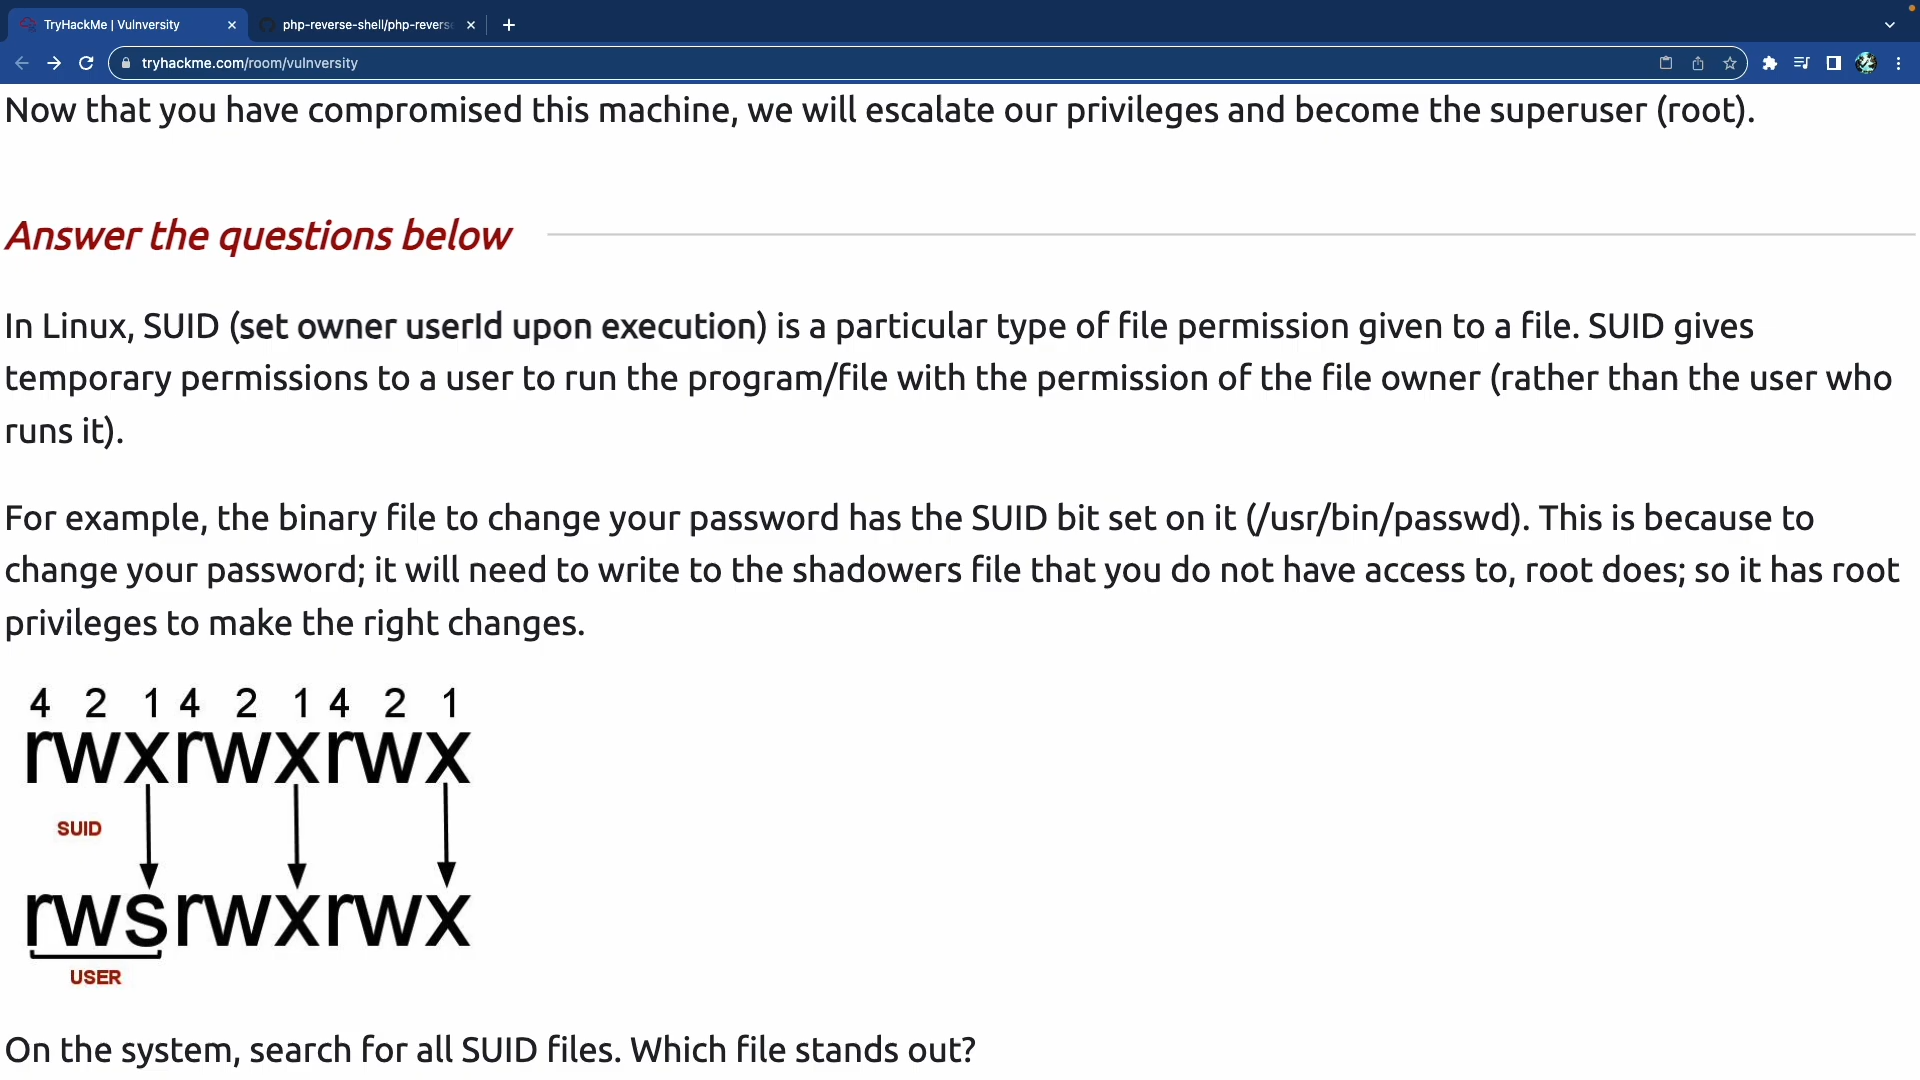 TryHackMe | Vulnversity
php-reverse-shell/php-revers
tryhackme.com/room/vulnversity
Now that you have compromised this machine, we will escalate our privileges and become the superuser (root).
Answer the questions below
In Linux, SUID (set owner userId upon execution) is a particular type of file permission given to a file. SUID gives
temporary permissions to a user to run the program/file with the permission of the file owner (rather than the user who
runs it).
For example, the binary file to change your password has the SUID bit set on it (/usr/bin/passwd). This is because to
change your password; it will need to write to the shadowers file that you do not have access to, root does; so it has root
privileges to make the right changes.
4 2 1 4 2 1 4 2 1
rwxrwxrwx
SUID
rwsrwxrwx
USER
On the system, search for all SUID files. Which file stands out?